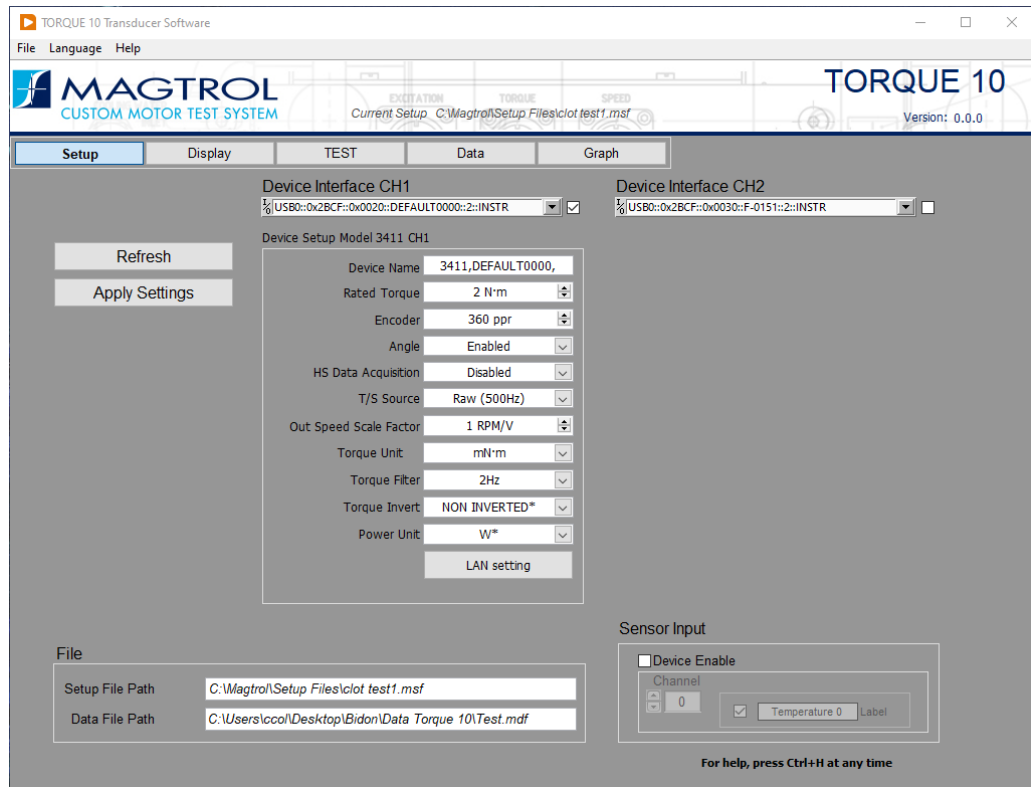 TORQUE 10 Transducer Software
File Language Help
MAGTROL
CUSTOM MOTOR TEST SYSTEM
EXCITATION TORQUE SPEED
Current Setup C:\Magtrol\Setup Files\clot test1.msf
TORQUE 10
Version: 0.0.0
Setup Display TEST Data Graph
Device Interface CH1
USB0::0x2BCF::0x0020::DEFAULT0000::2::INSTR
Device Interface CH2
USB0::0x2BCF::0x0030::F-0151::2::INSTR
Refresh
Apply Settings
Device Setup Model 3411 CH1
Device Name 3411,DEFAULT0000,
Rated Torque 2 N·m
Encoder 360 ppr
Angle Enabled
HS Data Acquisition Disabled
T/S Source Raw (500Hz)
Out Speed Scale Factor 1 RPM/V
Torque Unit mN·m
Torque Filter 2Hz
Torque Invert NON INVERTED*
Power Unit W*
LAN setting
File
Setup File Path C:\Magtrol\Setup Files\clot test1.msf
Data File Path C:\Users\ccol\Desktop\Bidon\Data Torque 10\Test.mdf
Sensor Input
Device Enable
Channel
0
Temperature 0 Label
For help, press Ctrl+H at any time